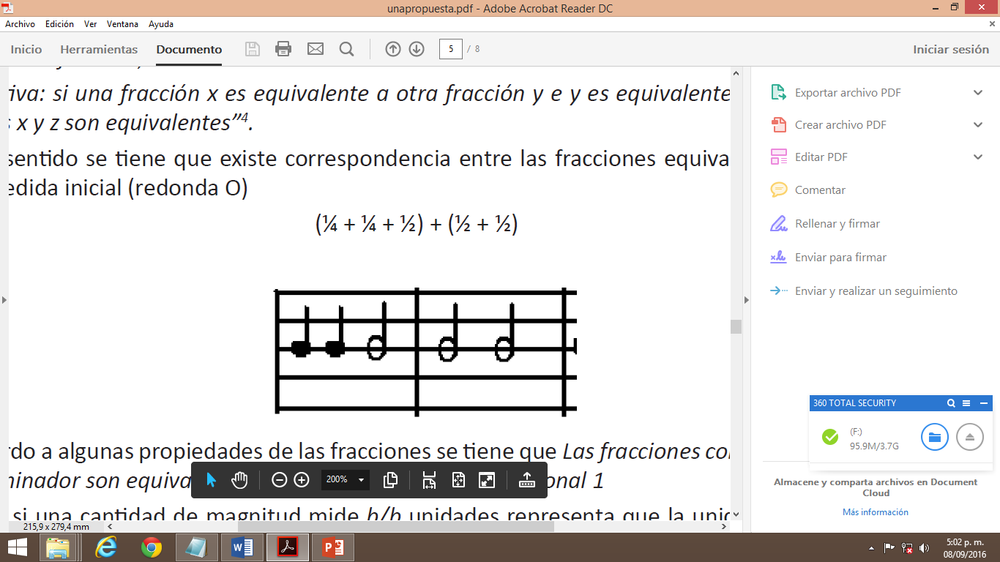 unapropuesta.pdf - Adobe Acrobat Reader DC
Archivo Edición Ver Ventana Ayuda
Inicio Herramientas Documento 5 / 8 Iniciar sesión
tiva: si una fracción x es equivalente a otra fracción y e y es equivalente
s x y z son equivalentes”4.
sentido se tiene que existe correspondencia entre las fracciones equiva
edida inicial (redonda O)
(¼ + ¼ + ½) + (½ + ½)
rdo a algunas propiedades de las fracciones se tiene que Las fracciones co
minador son equiva onal 1
si una cantidad de magnitud mide b/b unidades representa que la unid
200%
215,9 x 279,4 mm
Exportar archivo PDF
Crear archivo PDF
Editar PDF
Comentar
Rellenar y firmar
Enviar para firmar
Enviar y realizar un seguimiento
360 TOTAL SECURITY
(F:)
95.9M/3.7G
Almacene y comparta archivos en Document
Cloud
Más información
5:02 p. m.
08/09/2016